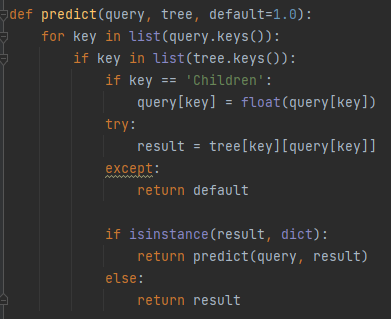 def predict(query, tree, default=1.0):
    for key in list(query.keys()):
        if key in list(tree.keys()):
            if key == 'Children':
                query[key] = float(query[key])
            try:
                result = tree[key][query[key]]
            except:
                return default

            if isinstance(result, dict):
                return predict(query, result)
            else:
                return result